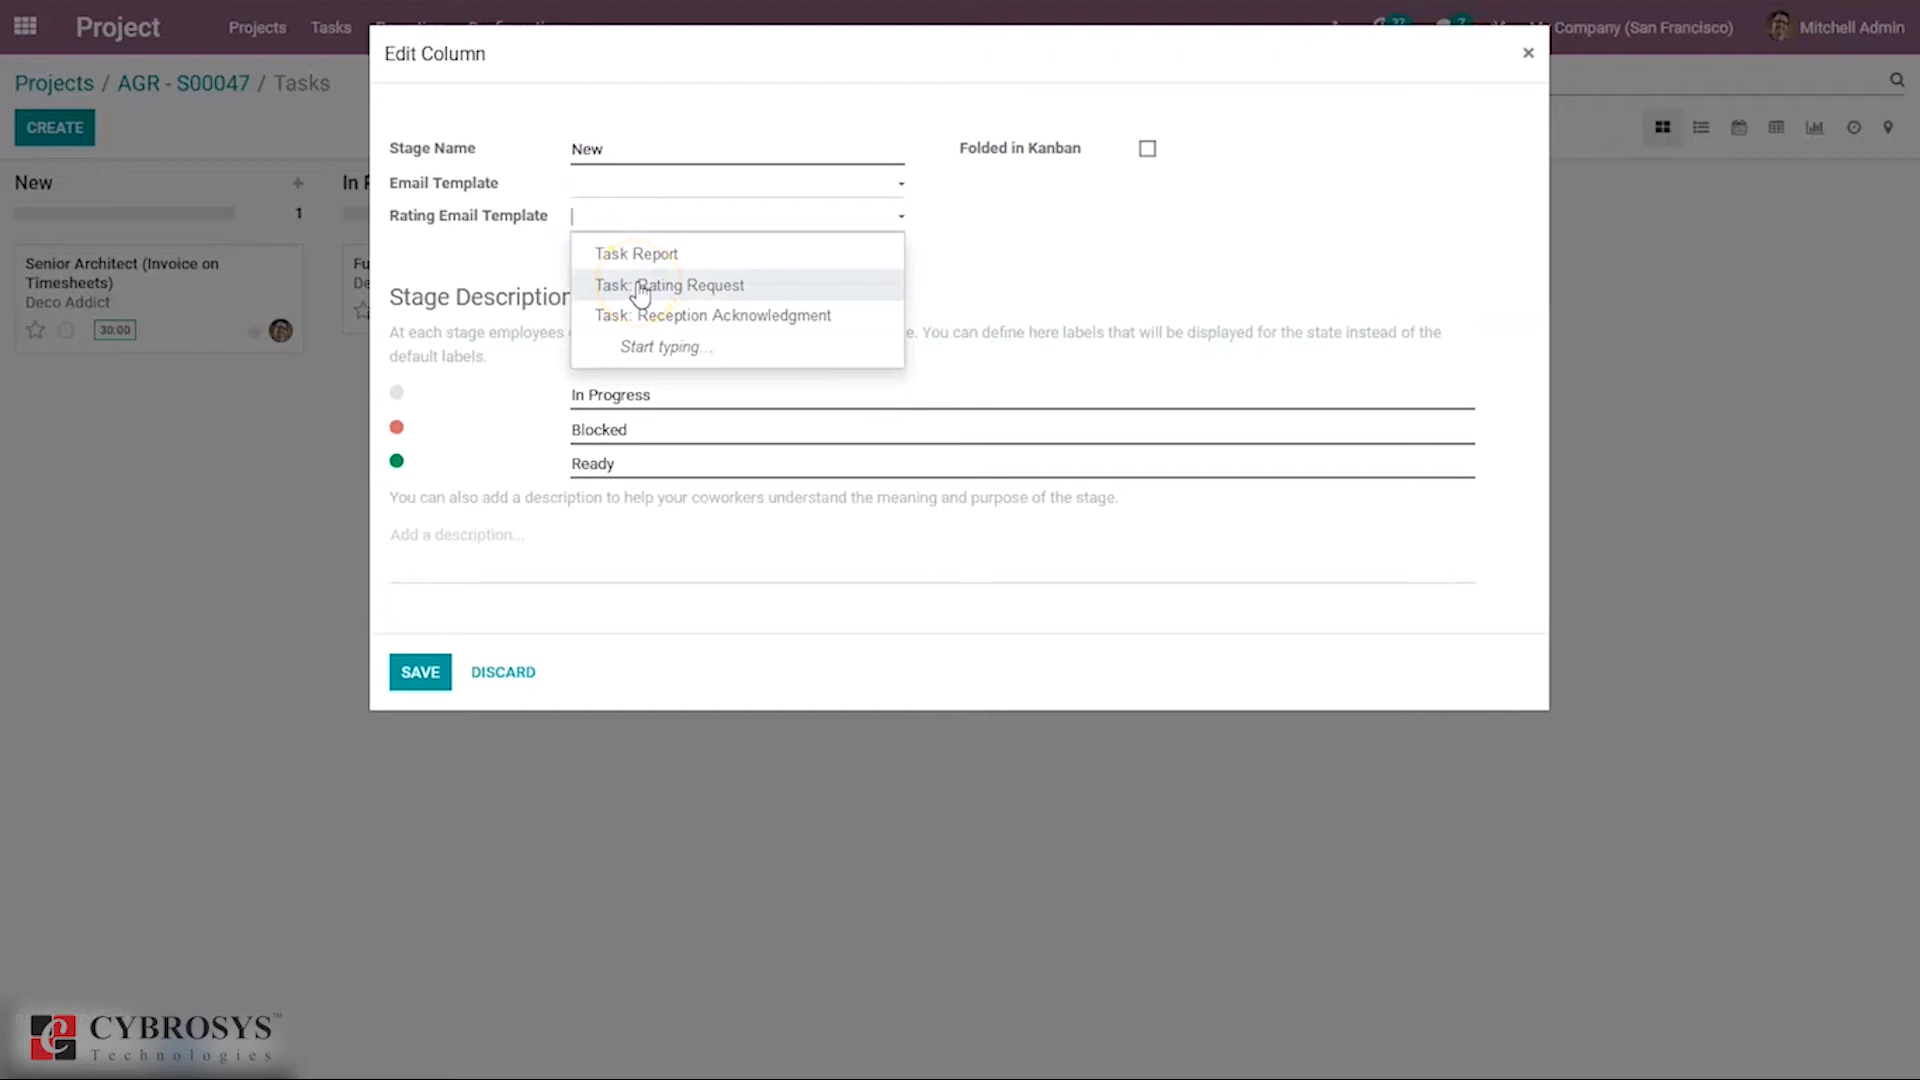 Project
Projects
Tasks
37
7
Company (San Francisco)
Mitchell Admin
Edit Column
×
Projects / AGR - S00047 / Tasks
CREATE
New
1
Senior Architect (Invoice on
Timesheets)
Deco Addict
30:00
Stage Name
New
Folded in Kanban
Email Template
Rating Email Template
Task Report
Task: Rating Request
Task: Reception Acknowledgment
Start typing...
Stage Description
At each stage employees
e. You can define here labels that will be displayed for the state instead of the
default labels.
In Progress
Blocked
Ready
You can also add a description to help your coworkers understand the meaning and purpose of the stage.
Add a description...
SAVE
DISCARD
CYBROSYS™
Technologies